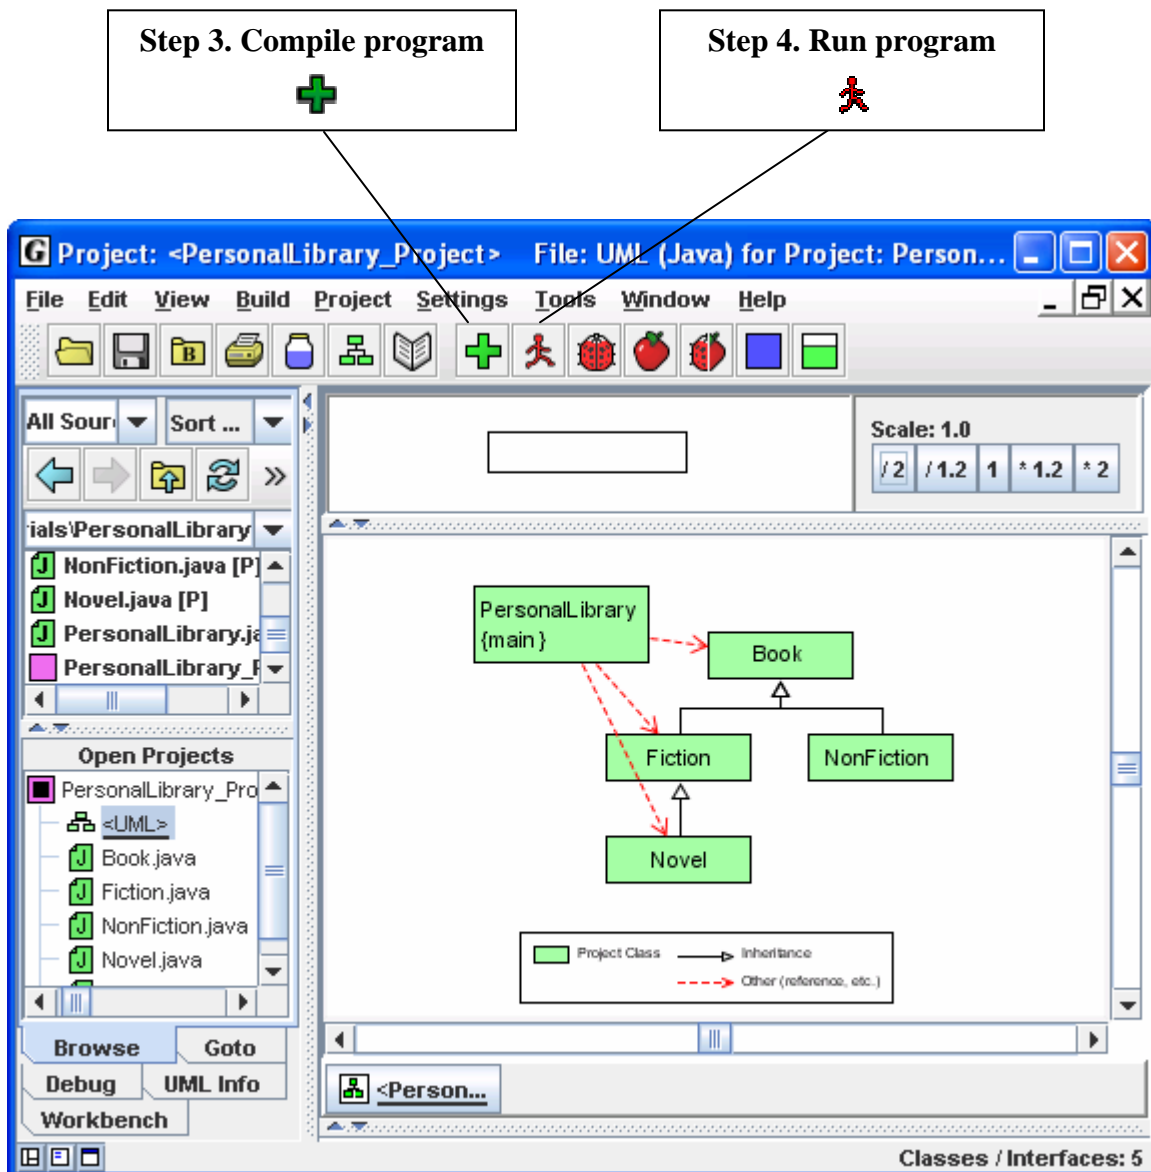 Step 3. Compile program
Step 4. Run program
G Project: <PersonalLibrary_Project> File: UML (Java) for Project: Person...
File Edit View Build Project Settings Tools Window Help
B
All Sour Sort ...
Scale: 1.0
/ 2 / 1.2 1 * 1.2 * 2
rials\PersonalLibrary
J NonFiction.java [P]
J Novel.java [P]
J PersonalLibrary.ja
PersonalLibrary_
PersonalLibrary
{main }
Book
Fiction
NonFiction
Novel
Project Class Inheritance
Other (reference, etc.)
Open Projects
PersonalLibrary_Pro
<UML>
J Book.java
J Fiction.java
J NonFiction.java
J Novel.java
Browse Goto
Debug UML Info
Workbench
<Person...
Classes / Interfaces: 5